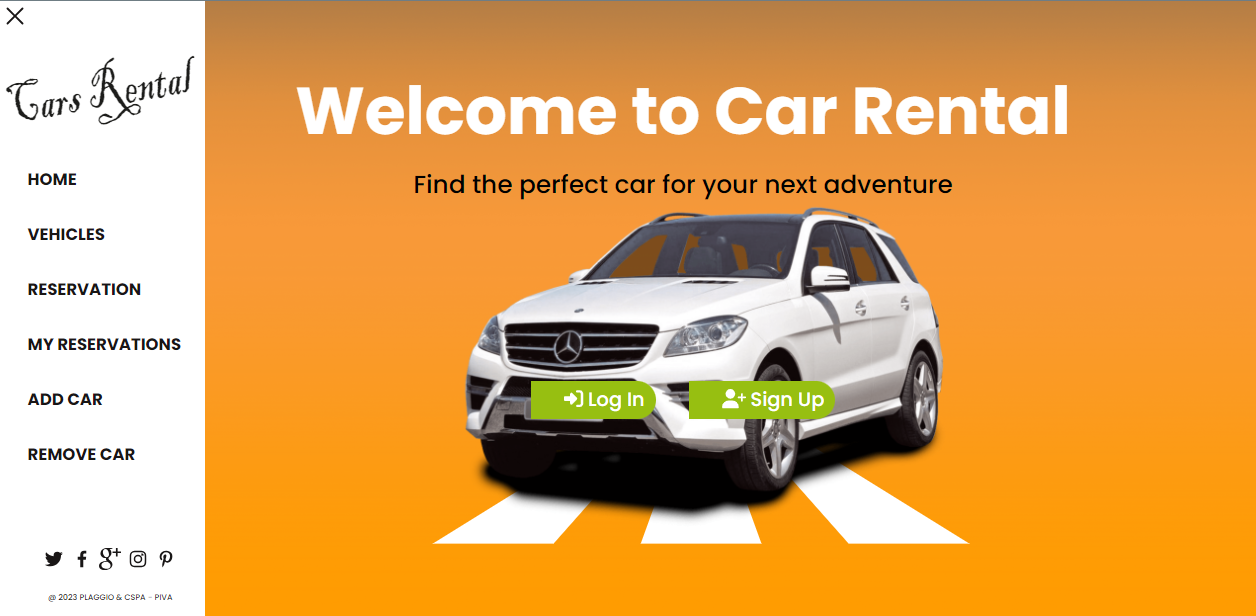 Cars Rental
HOME
VEHICLES
RESERVATION
MY RESERVATIONS
ADD CAR
REMOVE CAR
@ 2023 PLAGGIO & CSPA - PIVA
Welcome to Car Rental
Find the perfect car for your next adventure
Log In
Sign Up